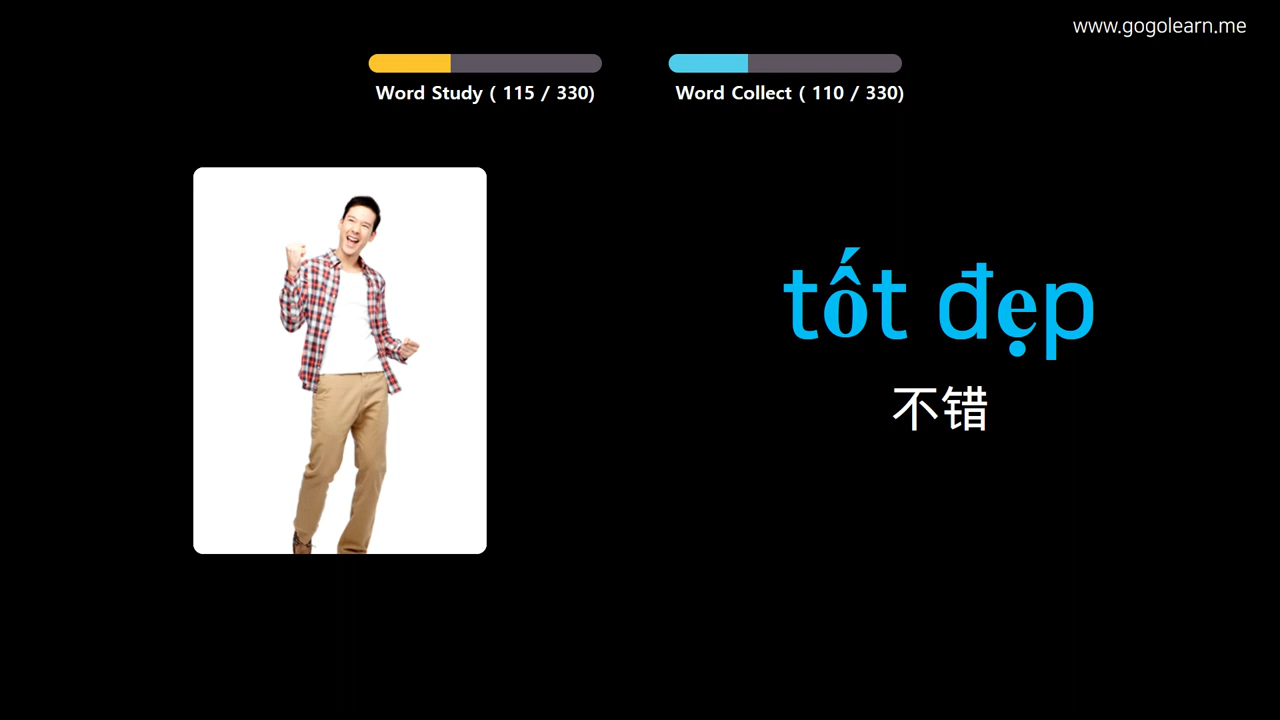 www.gogolearn.me
Word Study ( 115 / 330)
Word Collect ( 110 / 330)
tốt đẹp
不错